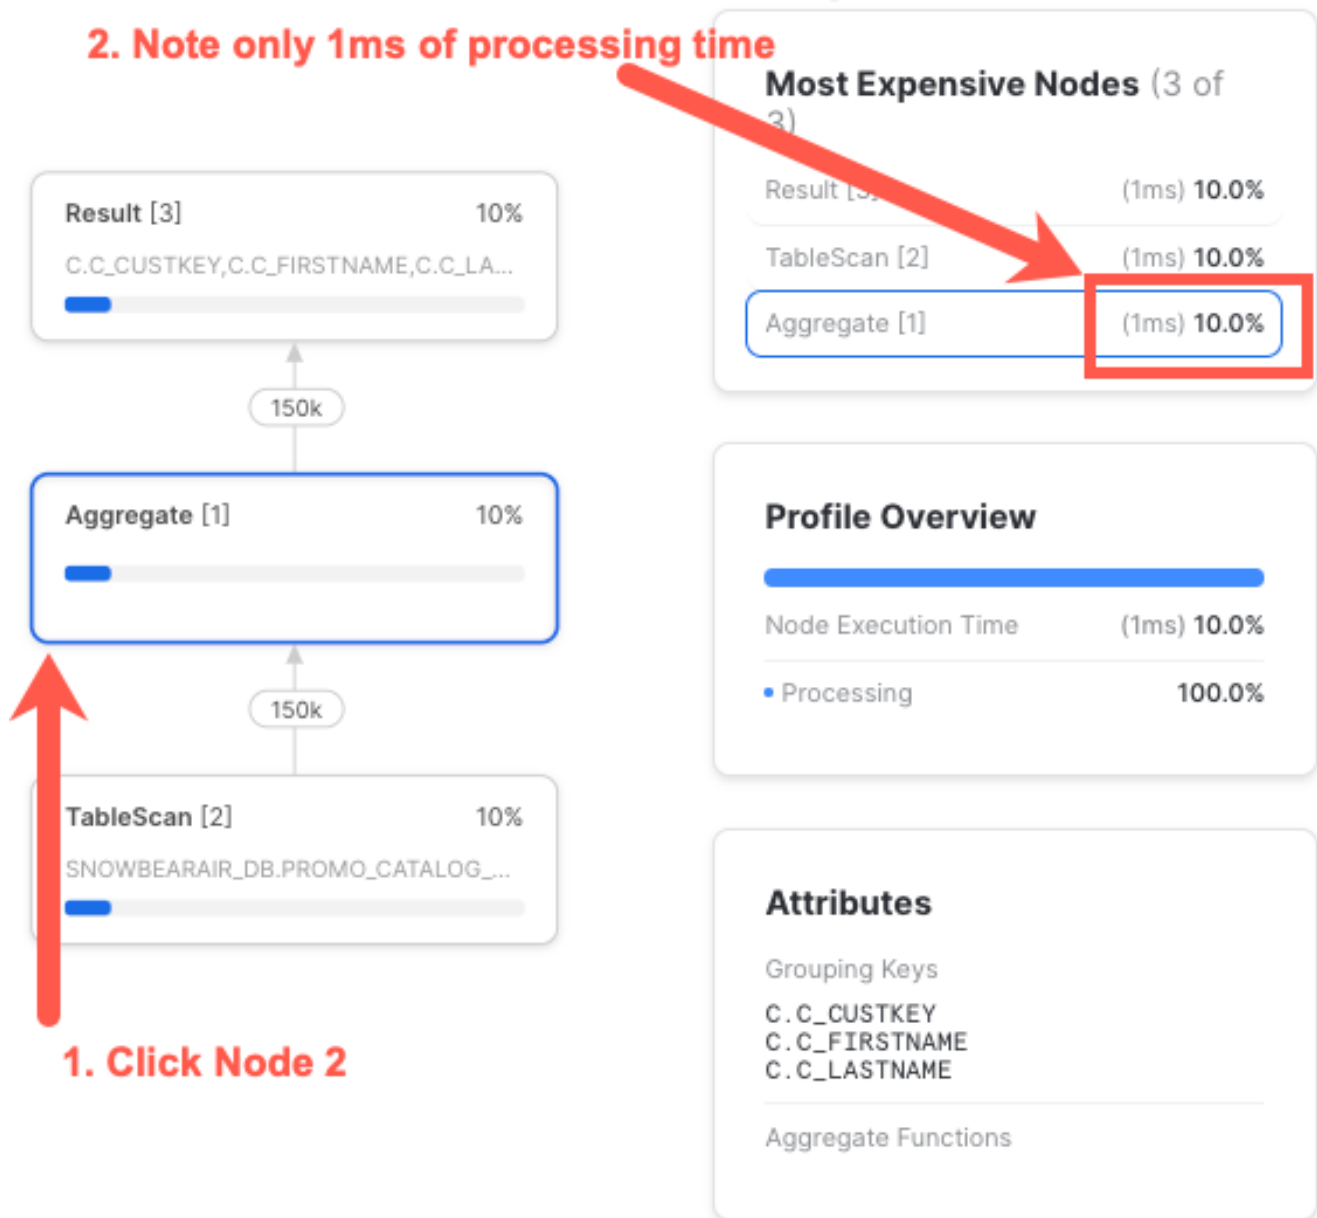 2. Note only 1ms of processing time
Most Expensive Nodes (3 of
3)
Result [3] (1ms) 10.0%
TableScan [2] (1ms) 10.0%
Aggregate [1] (1ms) 10.0%
Result [3] 10%
C.C_CUSTKEY,C.C_FIRSTNAME,C.C_LA...
150k
Aggregate [1] 10%
150k
TableScan [2] 10%
SNOWBEARAIR_DB.PROMO_CATALOG_...
1. Click Node 2
Profile Overview
Node Execution Time (1ms) 10.0%
Processing 100.0%
Attributes
Grouping Keys
C.C_CUSTKEY
C.C_FIRSTNAME
C.C_LASTNAME
Aggregate Functions